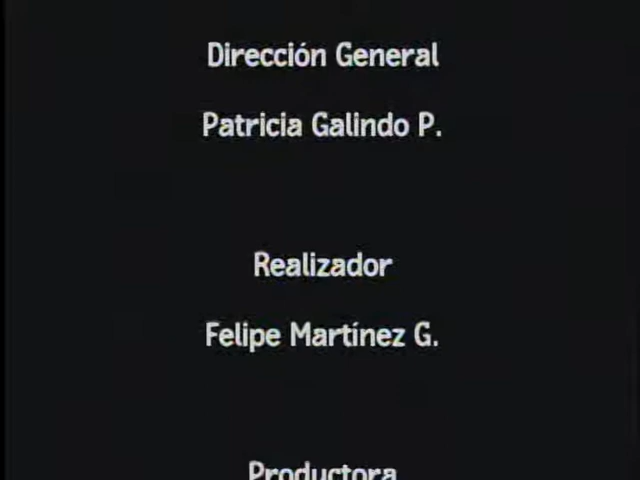 Dirección General
Patricia Galindo P.
Realizador
Felipe Martínez G.
Productora